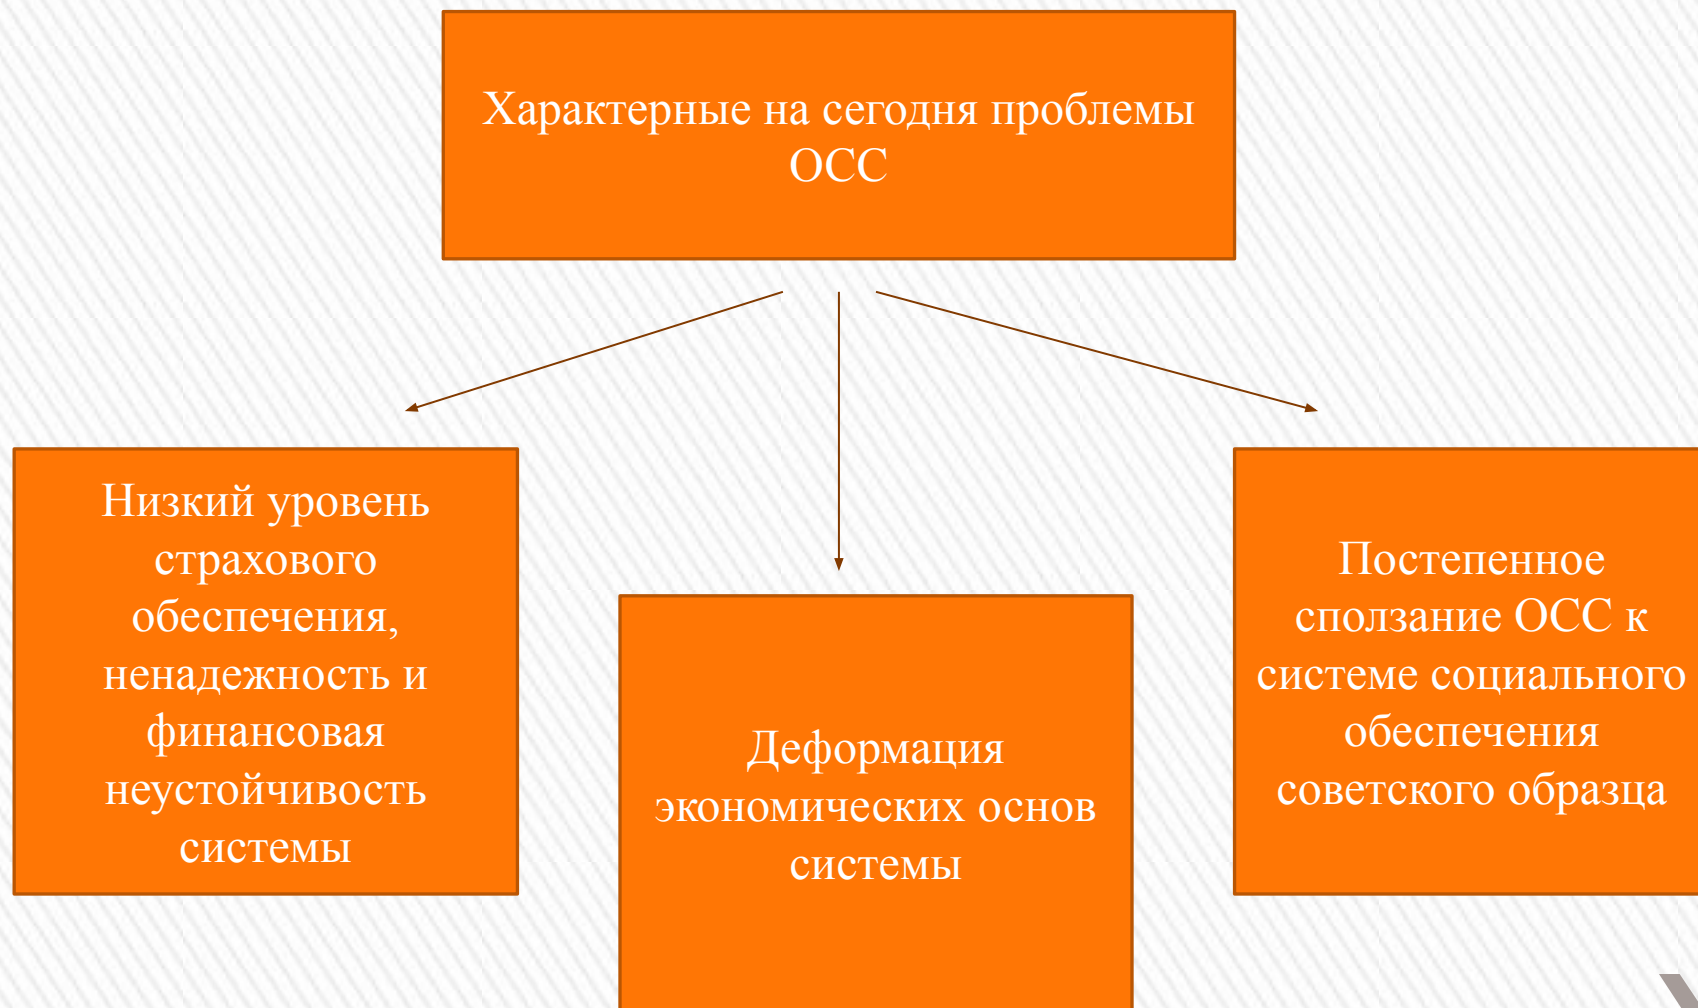 Характерные на сегодня проблемы
ОСС
Низкий уровень
страхового
обеспечения,
ненадежность и
финансовая
неустойчивость
системы
Деформация
экономических основ
системы
Постепенное
сползание ОСС к
системе социального
обеспечения
советского образца